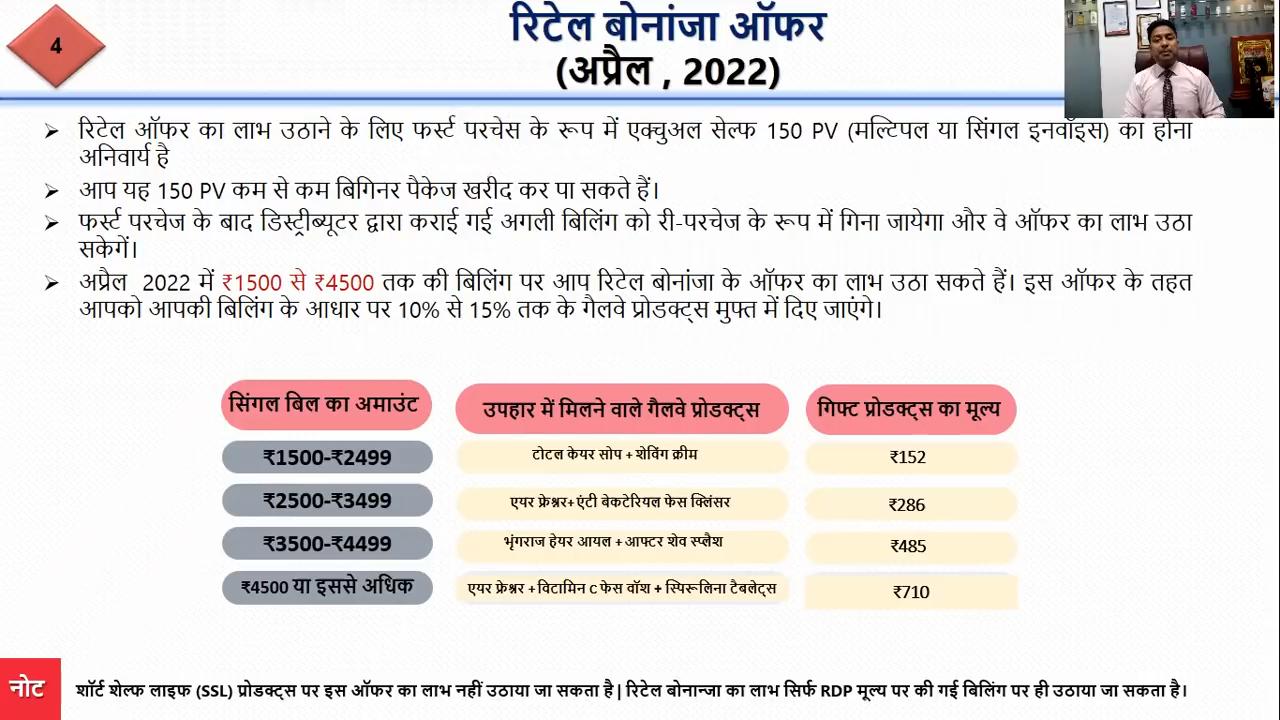 4
रिटेल बोनांजा ऑफर
(अप्रैल , 2022)
➢ रिटेल ऑफर का लाभ उठाने के लिए फर्स्ट परचेस के रूप में एक्चुअल सेल्फ 150 PV (मल्टिपल या सिंगल इनवॉइस) का होना
अनिवार्य है
➢ आप यह 150 PV कम से कम बिगिनर पैकेज खरीद कर पा सकते हैं।
➢ फर्स्ट परचेज के बाद डिस्ट्रीब्यूटर द्वारा कराई गई अगली बिलिंग को री-परचेज के रूप में गिना जायेगा और वे ऑफर का लाभ उठा
सकेगें।
➢ अप्रैल 2022 में ₹1500 से ₹4500 तक की बिलिंग पर आप रिटेल बोनांजा के ऑफर का लाभ उठा सकते हैं। इस ऑफर के तहत
आपको आपकी बिलिंग के आधार पर 10% से 15% तक के गैलवे प्रोडक्ट्स मुफ्त में दिए जाएंगे।
सिंगल बिल का अमाउंट उपहार में मिलने वाले गैलवे प्रोडक्ट्स गिफ्ट प्रोडक्ट्स का मूल्य
₹1500-₹2499 टोटल केयर सोप + शेविंग क्रीम ₹152
₹2500-₹3499 एयर फ्रेश्नर+ एंटी बेकटेरियल फेस क्लिंसर ₹286
₹3500-₹4499 भृंगराज हेयर आयल + आफ्टर शेव स्प्लैश ₹485
₹4500 या इससे अधिक एयर फ्रेश्नर + विटामिन C फेस वॉश + स्पिरूलिना टैबलेट्स ₹710
नोट शॉर्ट शेल्फ लाइफ (SSL) प्रोडक्ट्स पर इस ऑफर का लाभ नहीं उठाया जा सकता है | रिटेल बोनान्जा का लाभ सिर्फ RDP मूल्य पर की गई बिलिंग पर ही उठाया जा सकता है।